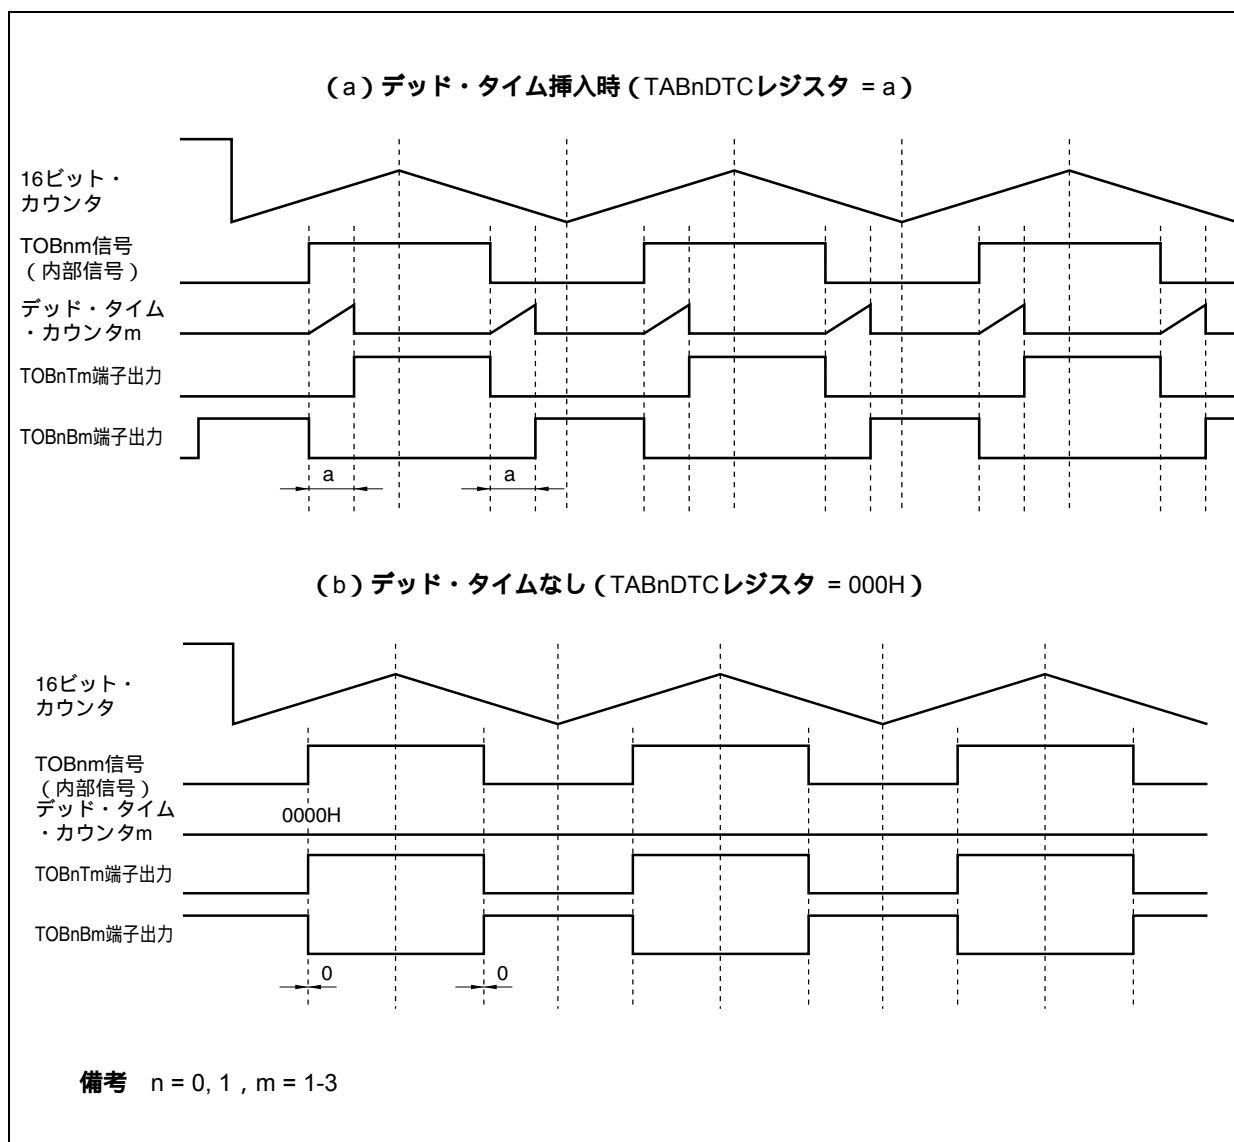 （a）デッド・タイム挿入時（TABnDTCレジスタ = a）
16ビット・
カウンタ
TOBnm信号
（内部信号）
デッド・タイム
・カウンタm
TOBnTm端子出力
TOBnBm端子出力
a
a
（b）デッド・タイムなし（TABnDTCレジスタ = 000H）
16ビット・
カウンタ
TOBnm信号
（内部信号）
デッド・タイム
・カウンタm
0000H
TOBnTm端子出力
TOBnBm端子出力
0
0
備考 n = 0, 1 , m = 1-3